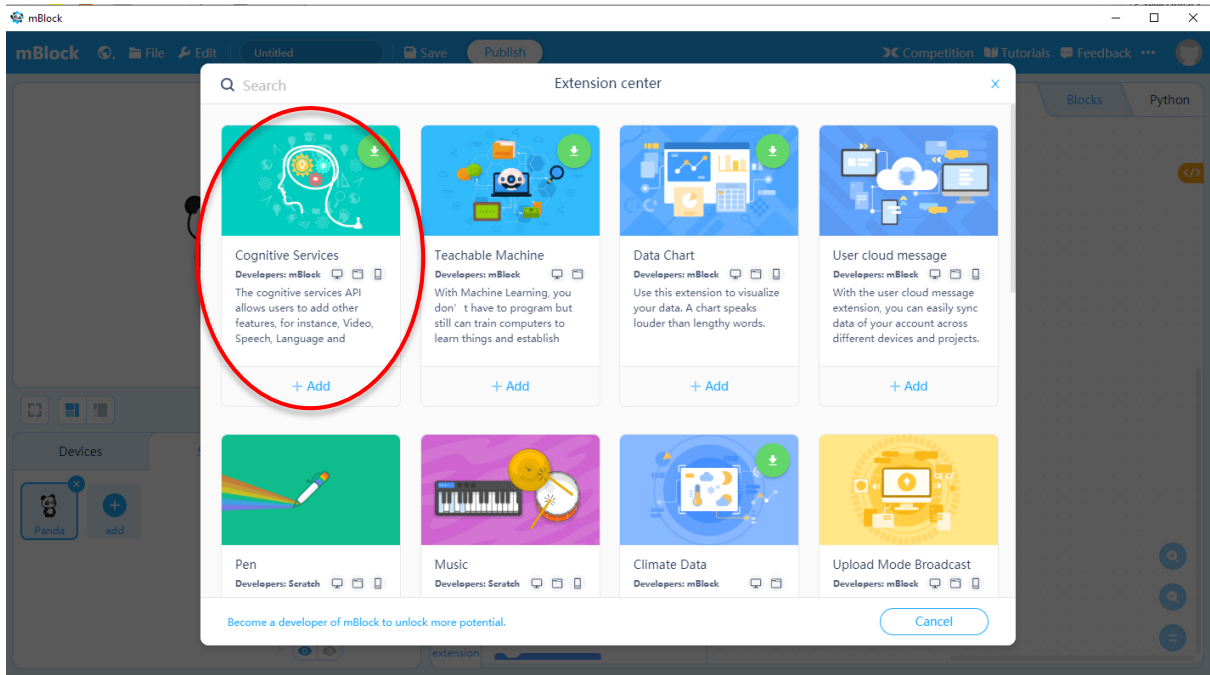 mBlock
mBlock File Edit Untitled Save Publish Competition Tutorials Feedback
Search Extension center x
Blocks Python
Cognitive Services
Developers: mBlock
The cognitive services API
allows users to add other
features, for instance, Video,
Speech, Language and
+ Add
Teachable Machine
Developers: mBlock
With Machine Learning, you
don’ t have to program but
still can train computers to
learn things and establish
+ Add
Data Chart
Developers: mBlock
Use this extension to visualize
your data. A chart speaks
louder than lengthy words.
+ Add
User cloud message
Developers: mBlock
With the user cloud message
extension, you can easily sync
data of your account across
different devices and projects.
+ Add
Devices
Panda
add
Pen
Developers: Scratch
Music
Developers: Scratch
Climate Data
Developers: mBlock
Upload Mode Broadcast
Developers: mBlock
Become a developer of mBlock to unlock more potential.
Cancel
extension